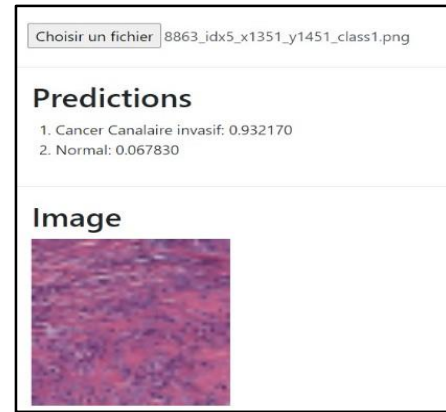 Choisir un fichier 8863_idx5_x1351_y1451_class1.png
Predictions
1. Cancer Canalaire invasif: 0.932170
2. Normal: 0.067830
Image